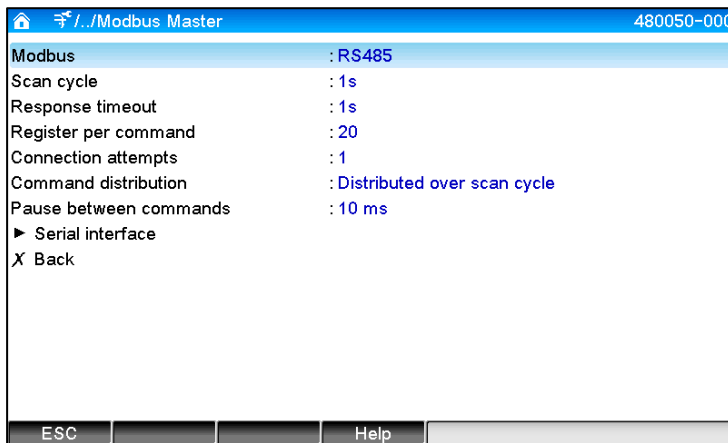 /../Modbus Master 480050-000
Modbus : RS485
Scan cycle : 1s
Response timeout : 1s
Register per command : 20
Connection attempts : 1
Command distribution : Distributed over scan cycle
Pause between commands : 10 ms
► Serial interface
X Back
ESC Help